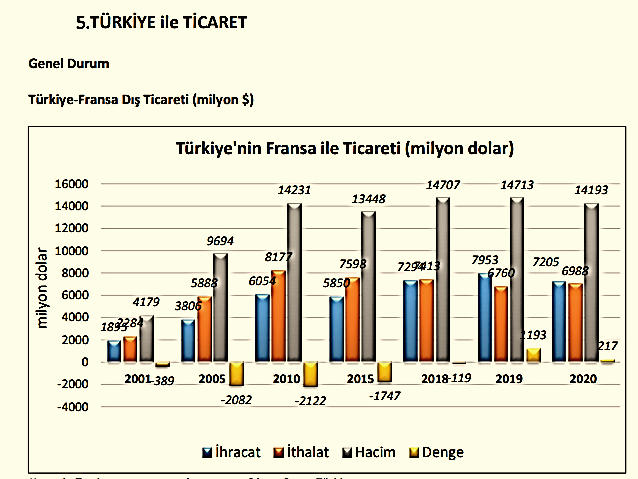 5.TÜRKİYE ile TİCARET
Genel Durum
Türkiye-Fransa Dış Ticareti (milyon $)
Türkiye'nin Fransa ile Ticareti (milyon dolar)
milyon dolar
16000
14000
12000
10000
8000
6000
4000
2000
0
-2000
-4000
1895 2284 4179 -389
3806 5888 9694 -2082
6054 8177 14231 -2122
5850 7598 13448 -1747
7294 7413 14707 -119
7953 6760 14713 1193
7205 6988 14193 217
2001 2005 2010 2015 2018 2019 2020
İhracat İthalat Hacim Denge